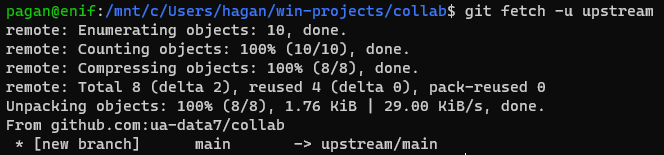 pagan@enif:/mnt/c/Users/hagan/win-projects/collab$ git fetch -u upstream
remote: Enumerating objects: 10, done.
remote: Counting objects: 100% (10/10), done.
remote: Compressing objects: 100% (8/8), done.
remote: Total 8 (delta 2), reused 4 (delta 0), pack-reused 0
Unpacking objects: 100% (8/8), 1.76 KiB | 29.00 KiB/s, done.
From github.com:ua-data7/collab
 * [new branch]      main       -> upstream/main